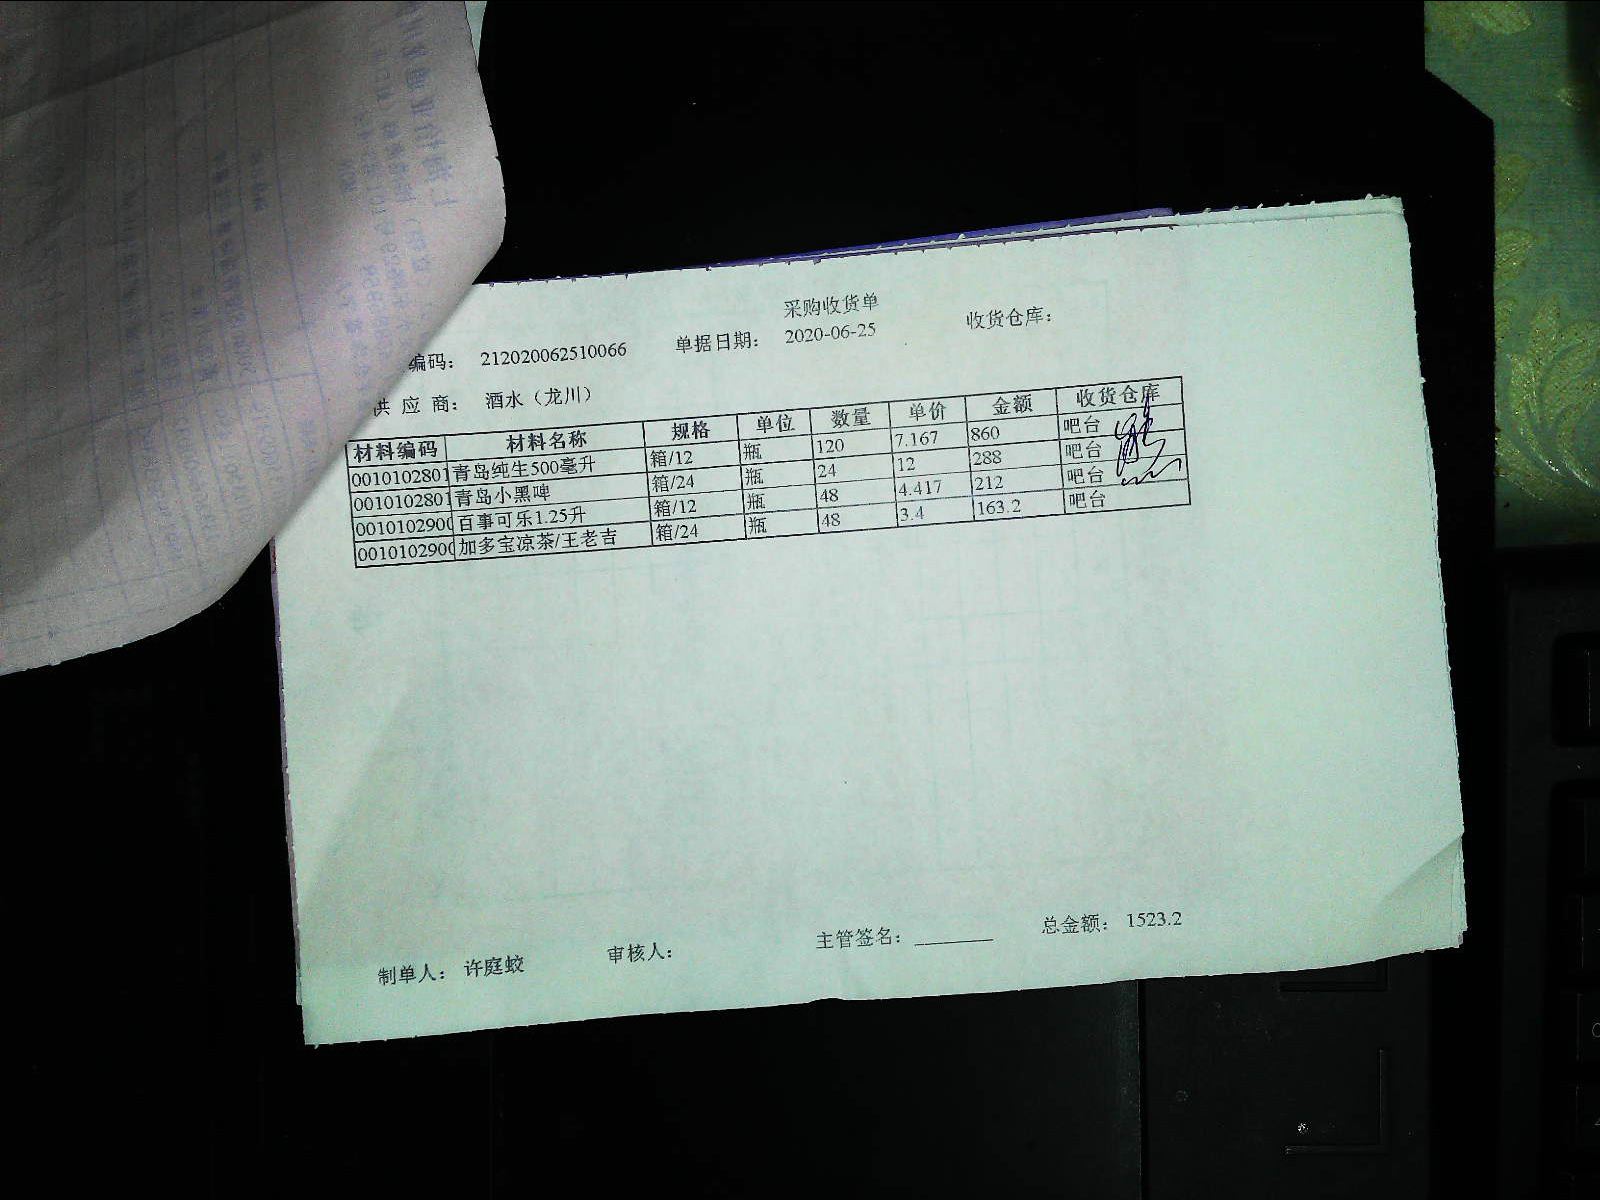 采购收货单
编码： 212020062510066 单据日期： 2020-06-25 收货仓库：
供 应 商： 酒水（龙川）
材料编码 材料名称 规格 单位 数量 单价 金额 收货仓库
0010102801 青岛纯生500毫升 箱/12 瓶 120 7.167 860 吧台
0010102801 青岛小黑啤 箱/24 瓶 24 12 288 吧台
0010102900 百事可乐1.25升 箱/12 瓶 48 4.417 212 吧台
0010102900 加多宝凉茶/王老吉 箱/24 瓶 48 3.4 163.2 吧台
制单人： 许庭蛟 审核人： 主管签名： 总金额： 1523.2